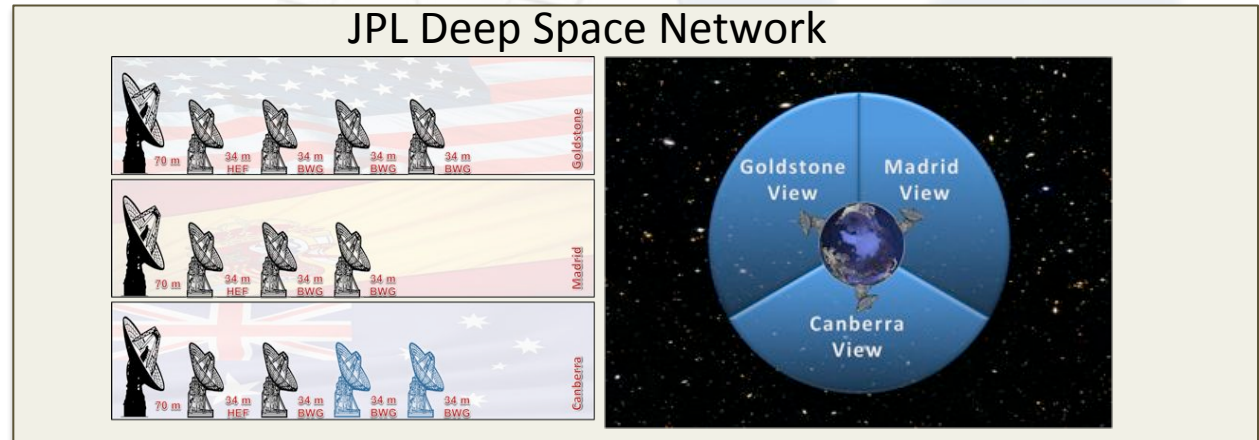 JPL Deep Space Network
70 m
34 m
HEF
34 m
BWG
34 m
BWG
34 m
BWG
Goldstone
70 m
34 m
HEF
34 m
BWG
34 m
BWG
Madrid
70 m
34 m
HEF
34 m
BWG
34 m
BWG
34 m
BWG
Canberra
Goldstone
View
Madrid
View
Canberra
View